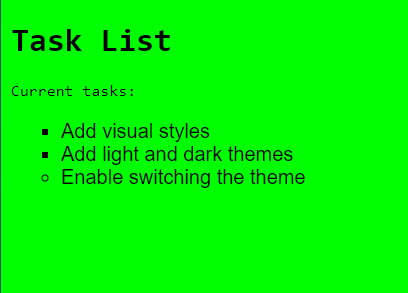 Task List
Current tasks:
Add visual styles
Add light and dark themes
Enable switching the theme